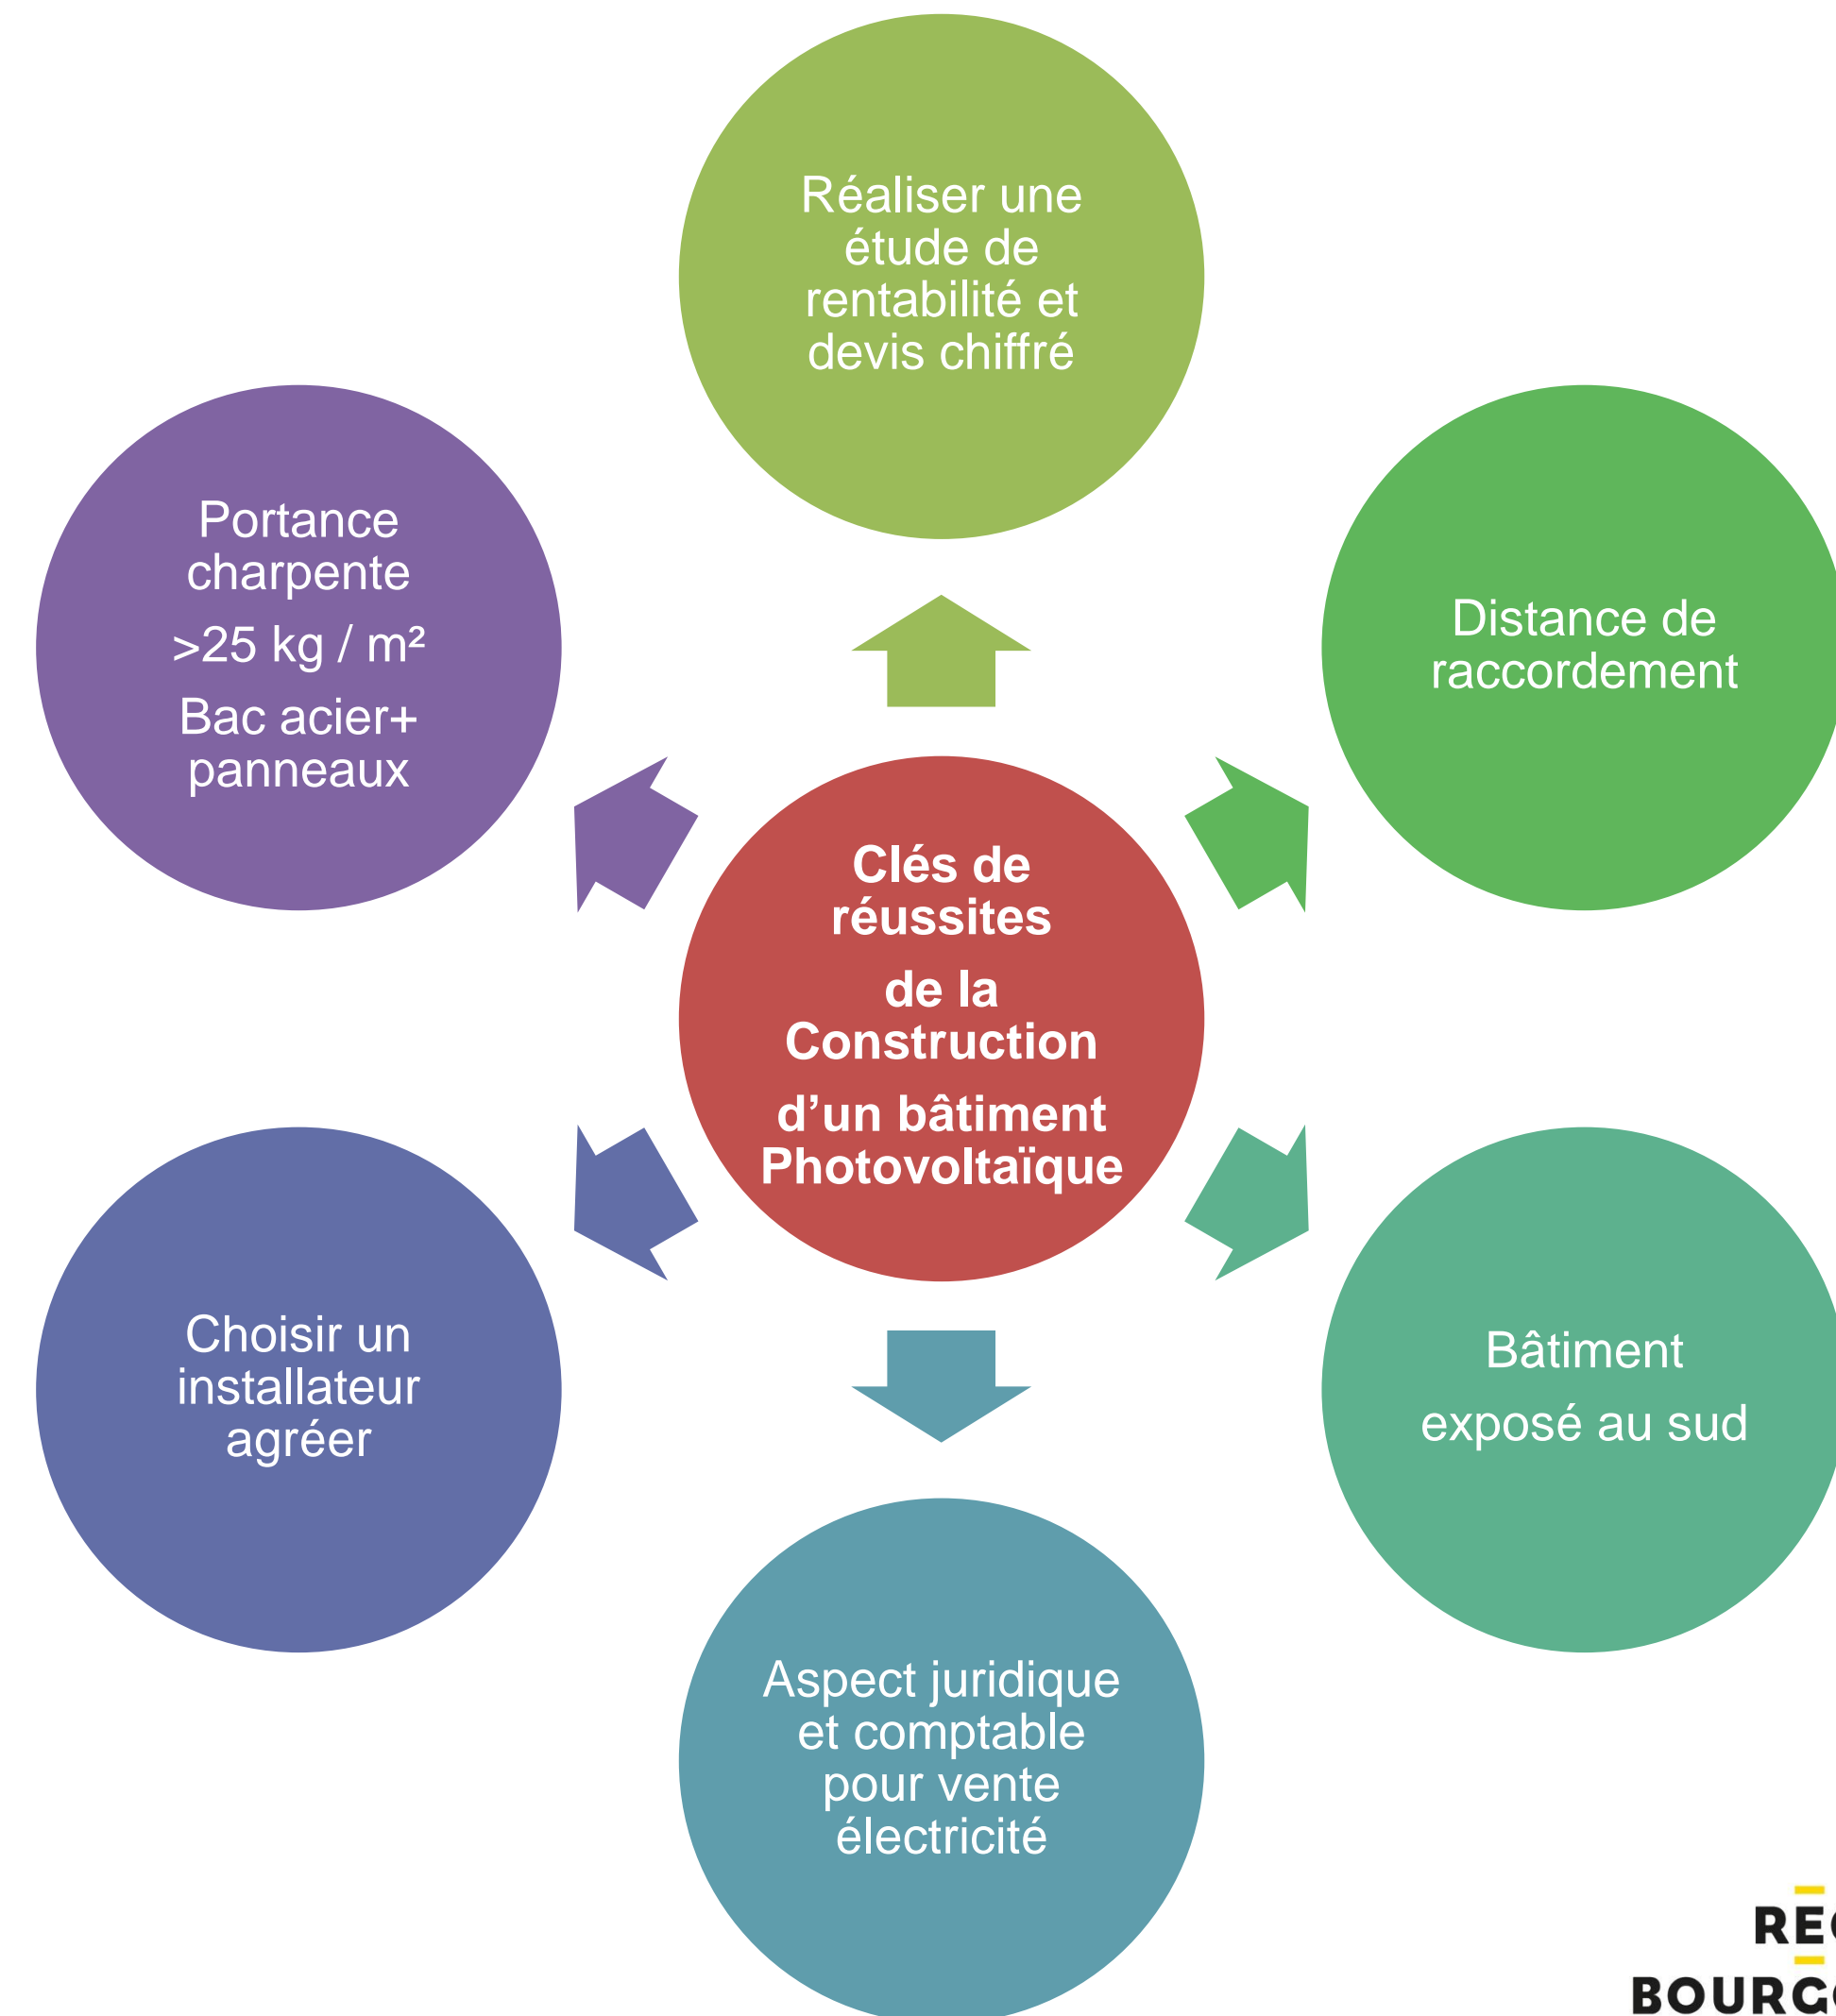 Réaliser une
étude de
rentabilité et
devis chiffré
Portance
charpente
>25 kg / m²
Bac acier+
panneaux
Distance de
raccordement
Clés de
réussites
de la
Construction
d’un bâtiment
Photovoltaïque
Choisir un
installateur
agréer
Bâtiment
exposé au sud
Aspect juridique
et comptable
pour vente
électricité